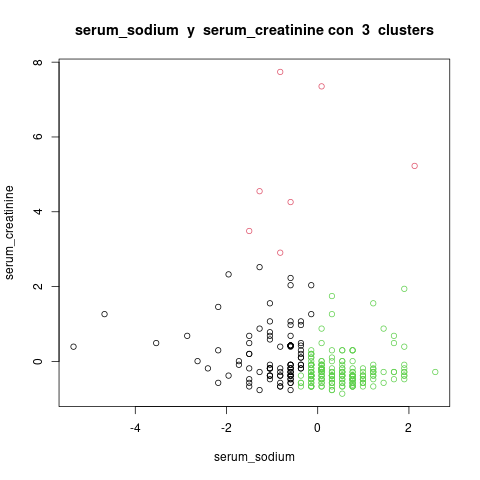 serum_sodium y serum_creatinine con 3 clusters
serum_creatinine
8
6
4
2
0
-4 -2 0 2
serum_sodium